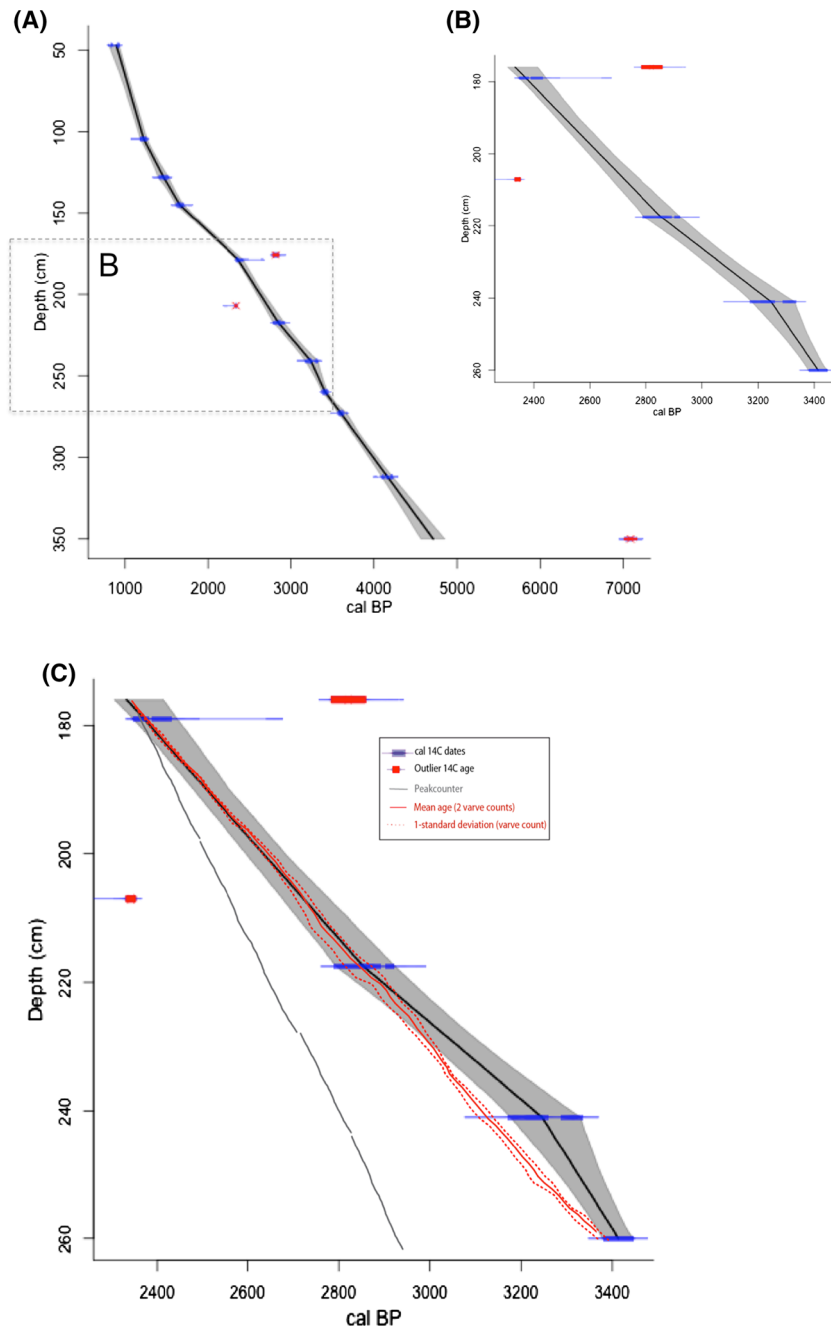 (A)
50
100
150
200
250
300
350
Depth (cm)
B
1000 2000 3000 4000 5000 6000 7000
cal BP
(B)
180
200
220
240
260
Depth (cm)
2400 2600 2800 3000 3200 3400
cal BP
(C)
180
200
220
240
260
Depth (cm)
cal 14C dates
Outlier 14C age
Peakcounter
Mean age (2 varve counts)
1-standard deviation (varve count)
2400 2600 2800 3000 3200 3400
cal BP